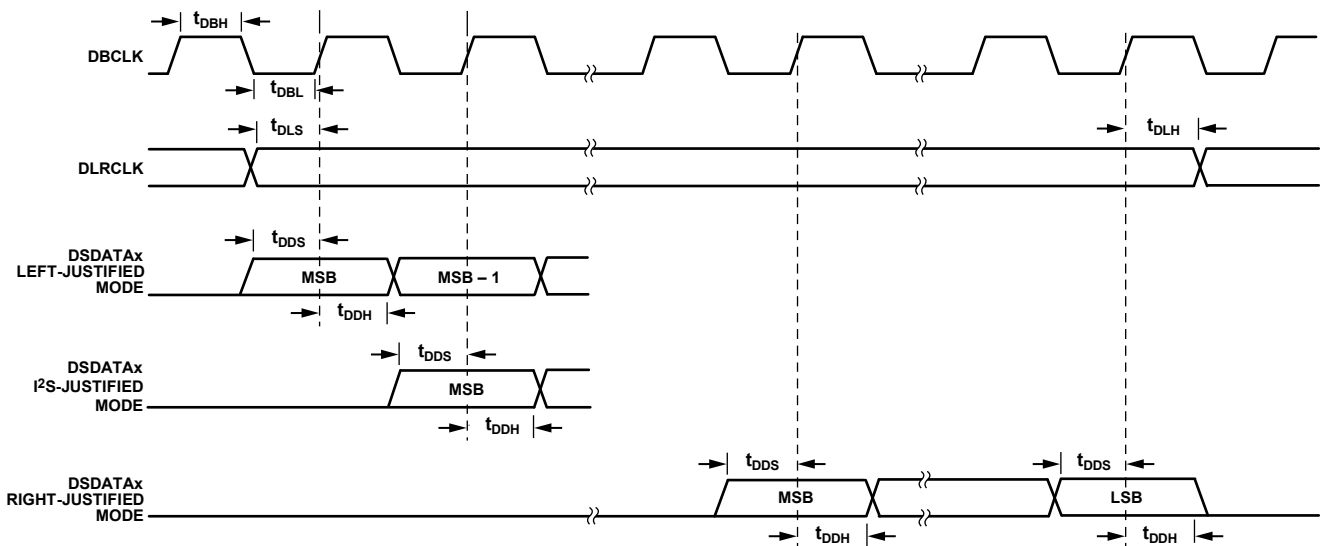 tDBH
DBCLK
tDBL
tDLS
tDLH
DLRCLK
tDDS
DSDATAx
LEFT-JUSTIFIED
MODE
MSB
MSB – 1
tDDH
tDDS
DSDATAx
I²S-JUSTIFIED
MODE
MSB
tDDH
tDDS
tDDS
DSDATAx
RIGHT-JUSTIFIED
MODE
MSB
LSB
tDDH
tDDH